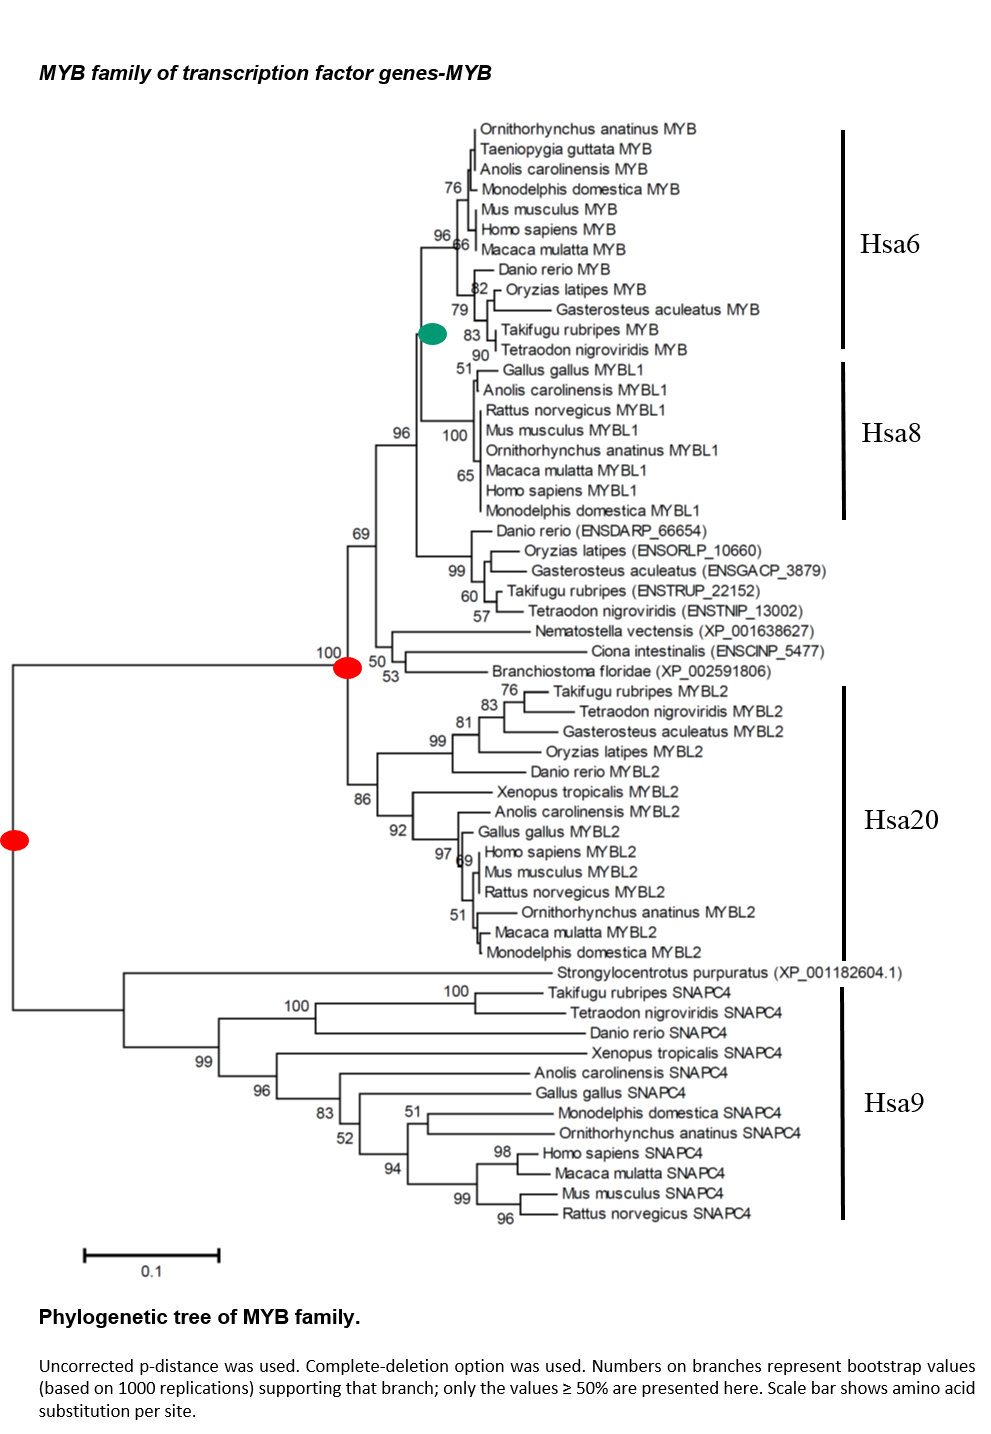 MYB family of transcription factor genes-MYB
Ornithorhynchus anatinus MYB
Taeniopygia guttata MYB
Anolis carolinensis MYB
76
Monodelphis domestica MYB
Mus musculus MYB
Homo sapiens MYB
96
66
Macaca mulatta MYB
Hsa6
Danio rerio MYB
82
Oryzias latipes MYB
79
Gasterosteus aculeatus MYB
Takifugu rubripes MYB
83
Tetraodon nigroviridis MYB
90
51
Gallus gallus MYBL1
Anolis carolinensis MYBL1
Rattus norvegicus MYBL1
96
100
Mus musculus MYBL1
Hsa8
Ornithorhynchus anatinus MYBL1
65
Macaca mulatta MYBL1
Homo sapiens MYBL1
Monodelphis domestica MYBL1
69
Danio rerio (ENSDARP_66654)
Oryzias latipes (ENSORLP_10660)
99
Gasterosteus aculeatus (ENSGACP_3879)
60
Takifugu rubripes (ENSTRUP_22152)
57
Tetraodon nigroviridis (ENSTNIP_13002)
Nematostella vectensis (XP_001638627)
100
50
Ciona intestinalis (ENSCINP_5477)
53
Branchiostoma floridae (XP_002591806)
76
Takifugu rubripes MYBL2
83
Tetraodon nigroviridis MYBL2
81
Gasterosteus aculeatus MYBL2
99
Oryzias latipes MYBL2
Danio rerio MYBL2
86
Xenopus tropicalis MYBL2
Anolis carolinensis MYBL2
92
Gallus gallus MYBL2
Hsa20
97
69
Homo sapiens MYBL2
Mus musculus MYBL2
Rattus norvegicus MYBL2
51
Ornithorhynchus anatinus MYBL2
Macaca mulatta MYBL2
Monodelphis domestica MYBL2
Strongylocentrotus purpuratus (XP_001182604.1)
100
Takifugu rubripes SNAPC4
100
Tetraodon nigroviridis SNAPC4
Danio rerio SNAPC4
99
Xenopus tropicalis SNAPC4
96
Anolis carolinensis SNAPC4
Gallus gallus SNAPC4
Hsa9
83
51
Monodelphis domestica SNAPC4
52
Ornithorhynchus anatinus SNAPC4
98
Homo sapiens SNAPC4
94
Macaca mulatta SNAPC4
99
Mus musculus SNAPC4
96
Rattus norvegicus SNAPC4
0.1
Phylogenetic tree of MYB family.
Uncorrected p-distance was used. Complete-deletion option was used. Numbers on branches represent bootstrap values
(based on 1000 replications) supporting that branch; only the values ≥ 50% are presented here. Scale bar shows amino acid
substitution per site.